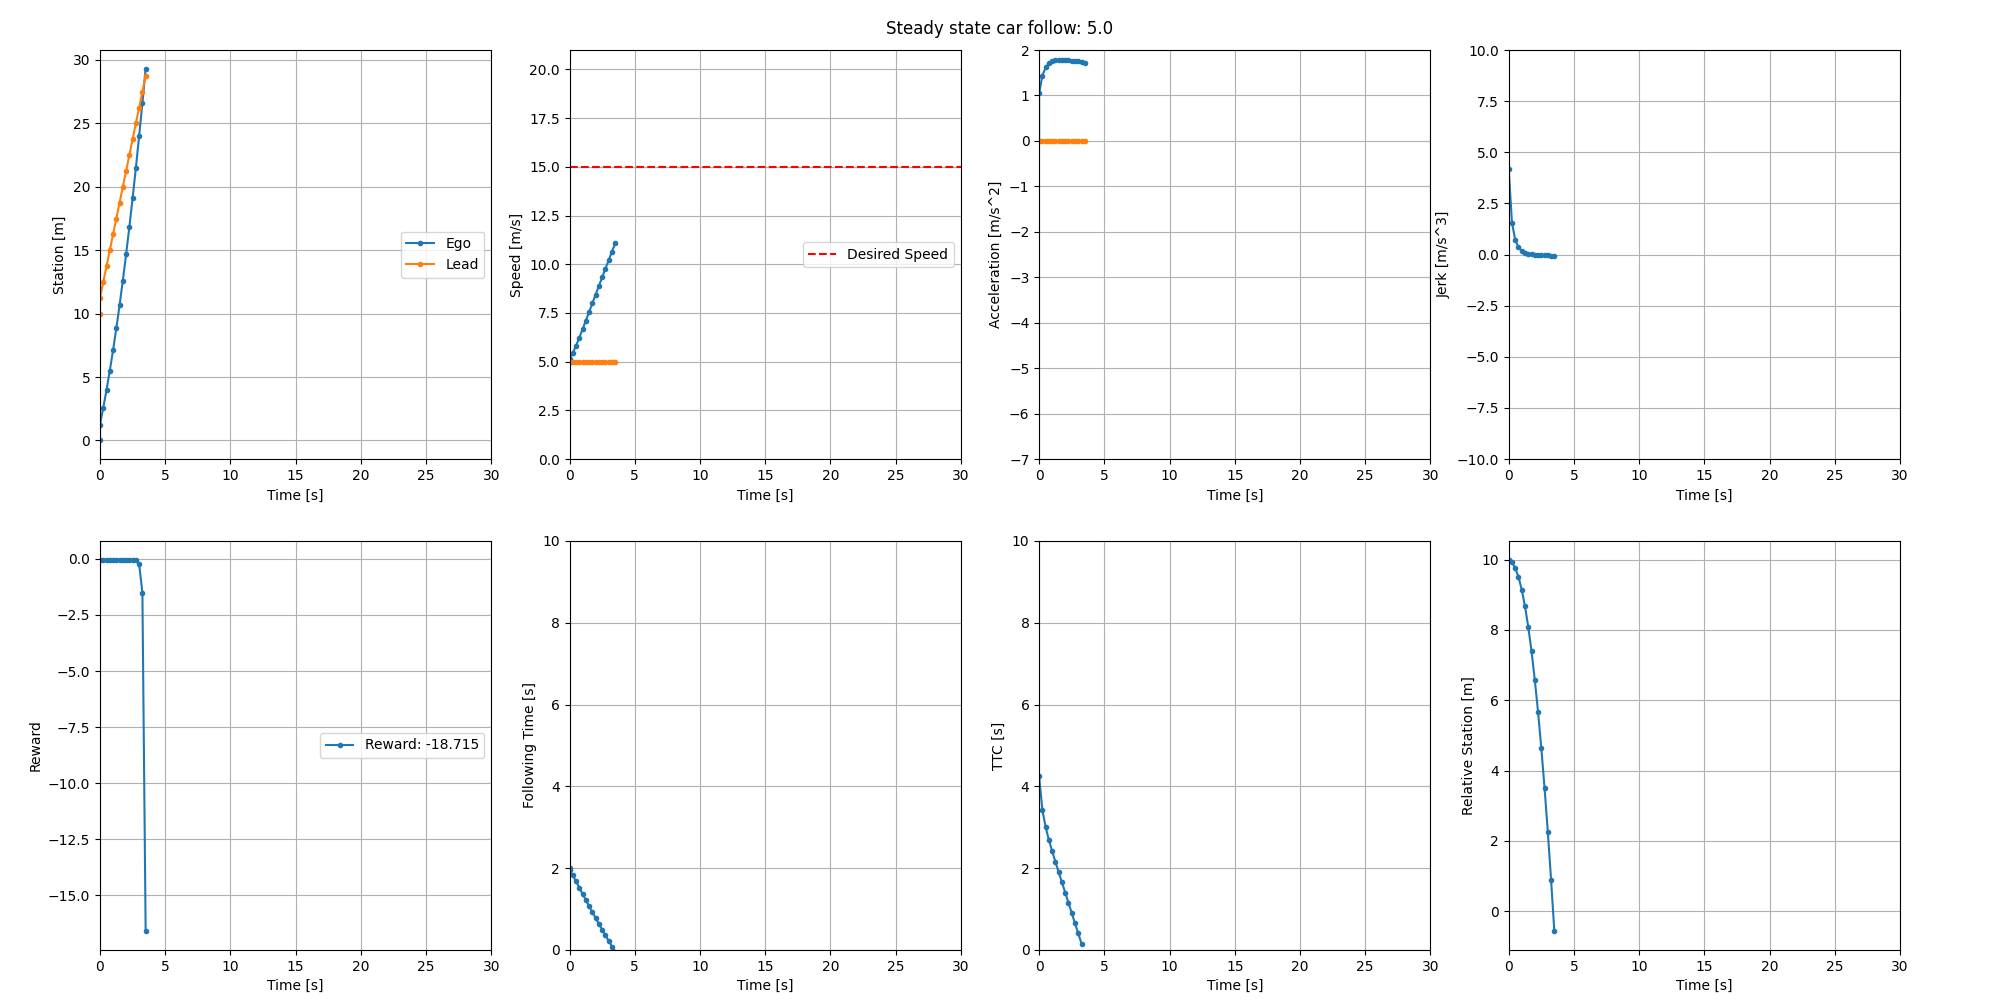 Steady state car follow: 5.0
Station [m]
30
25
20
15
10
5
0
Ego
Lead
0 5 10 15 20 25 30
Time [s]
Speed [m/s]
20.0
17.5
15.0
12.5
10.0
7.5
5.0
2.5
0.0
Desired Speed
0 5 10 15 20 25 30
Time [s]
Acceleration [m/s^2]
2
1
0
−1
−2
−3
−4
−5
−6
−7
0 5 10 15 20 25 30
Time [s]
Jerk [m/s^3]
10.0
7.5
5.0
2.5
0.0
−2.5
−5.0
−7.5
−10.0
0 5 10 15 20 25 30
Time [s]
Reward
0.0
−2.5
−5.0
−7.5
−10.0
−12.5
−15.0
Reward: -18.715
0 5 10 15 20 25 30
Time [s]
Following Time [s]
10
8
6
4
2
0
0 5 10 15 20 25 30
Time [s]
TTC [s]
10
8
6
4
2
0
0 5 10 15 20 25 30
Time [s]
Relative Station [m]
10
8
6
4
2
0
0 5 10 15 20 25 30
Time [s]